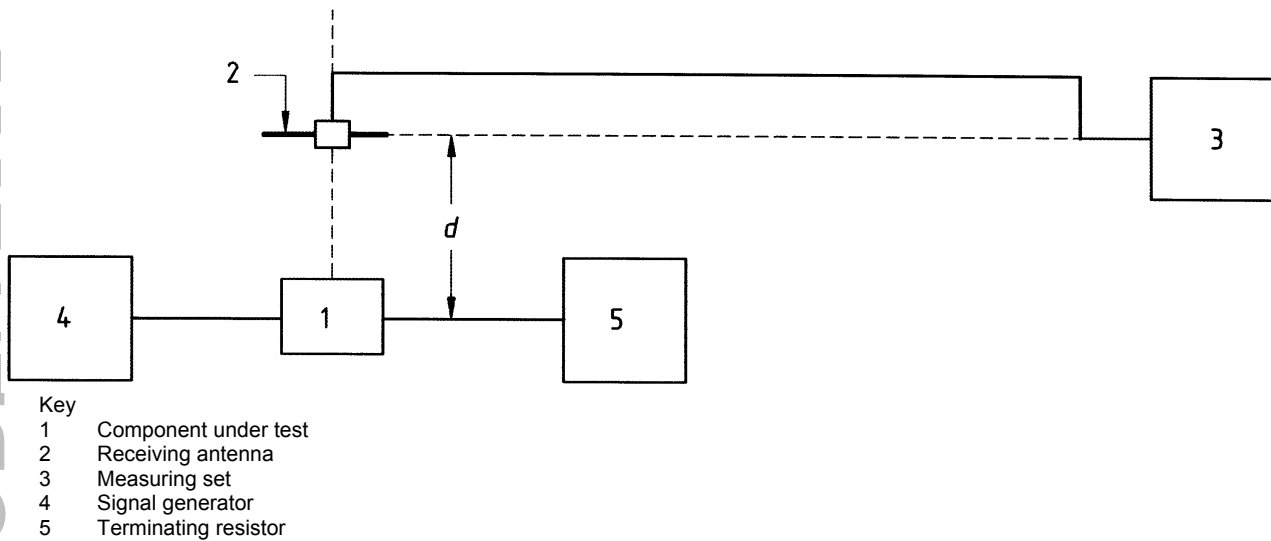 2
3
d
4
1
5
Key
1 Component under test
2 Receiving antenna
3 Measuring set
4 Signal generator
5 Terminating resistor